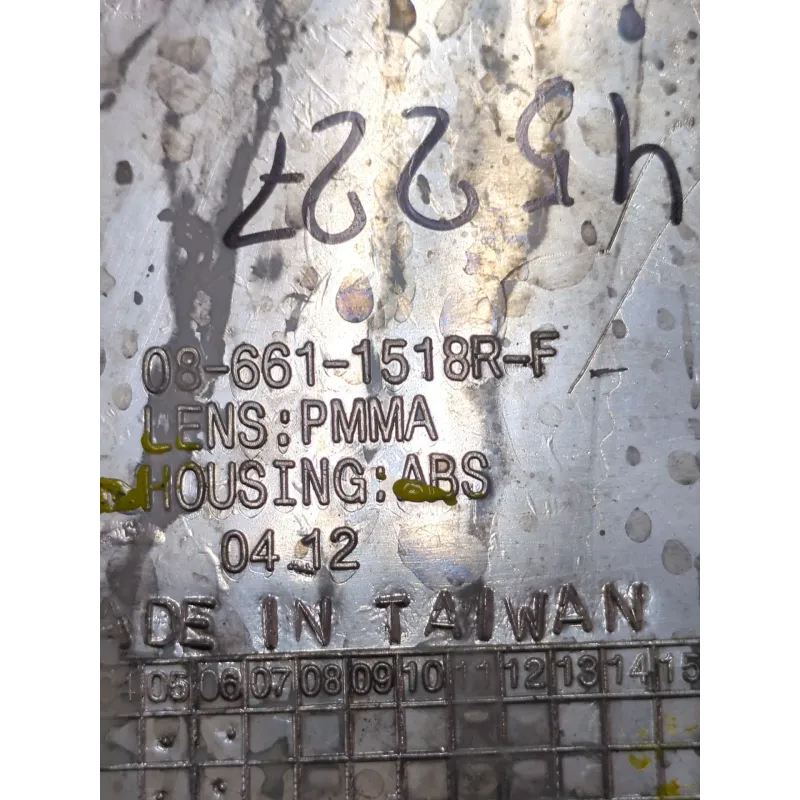 45227
08-661-1518R-F
LENS:PMMA
HOUSING:ABS
04.12
ADE IN TAIWAN
05 06 07 08 09 10 11 12 13 14 15